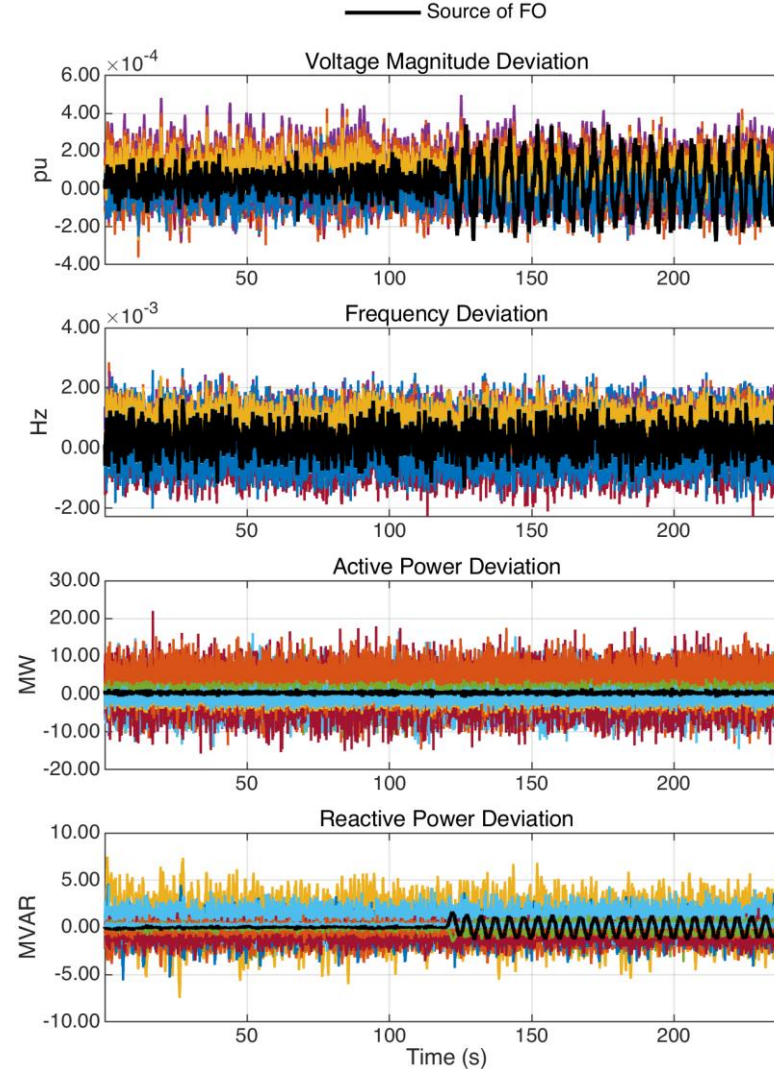 Source of FO
Voltage Magnitude Deviation
×10⁻⁴
6.00
4.00
2.00
0.00
-2.00
-4.00
pu
50 100 150 200
Frequency Deviation
×10⁻³
4.00
2.00
0.00
-2.00
Hz
50 100 150 200
Active Power Deviation
30.00
20.00
10.00
0.00
-10.00
-20.00
MW
50 100 150 200
Reactive Power Deviation
10.00
5.00
0.00
-5.00
-10.00
MVAR
50 100 150 200
Time (s)